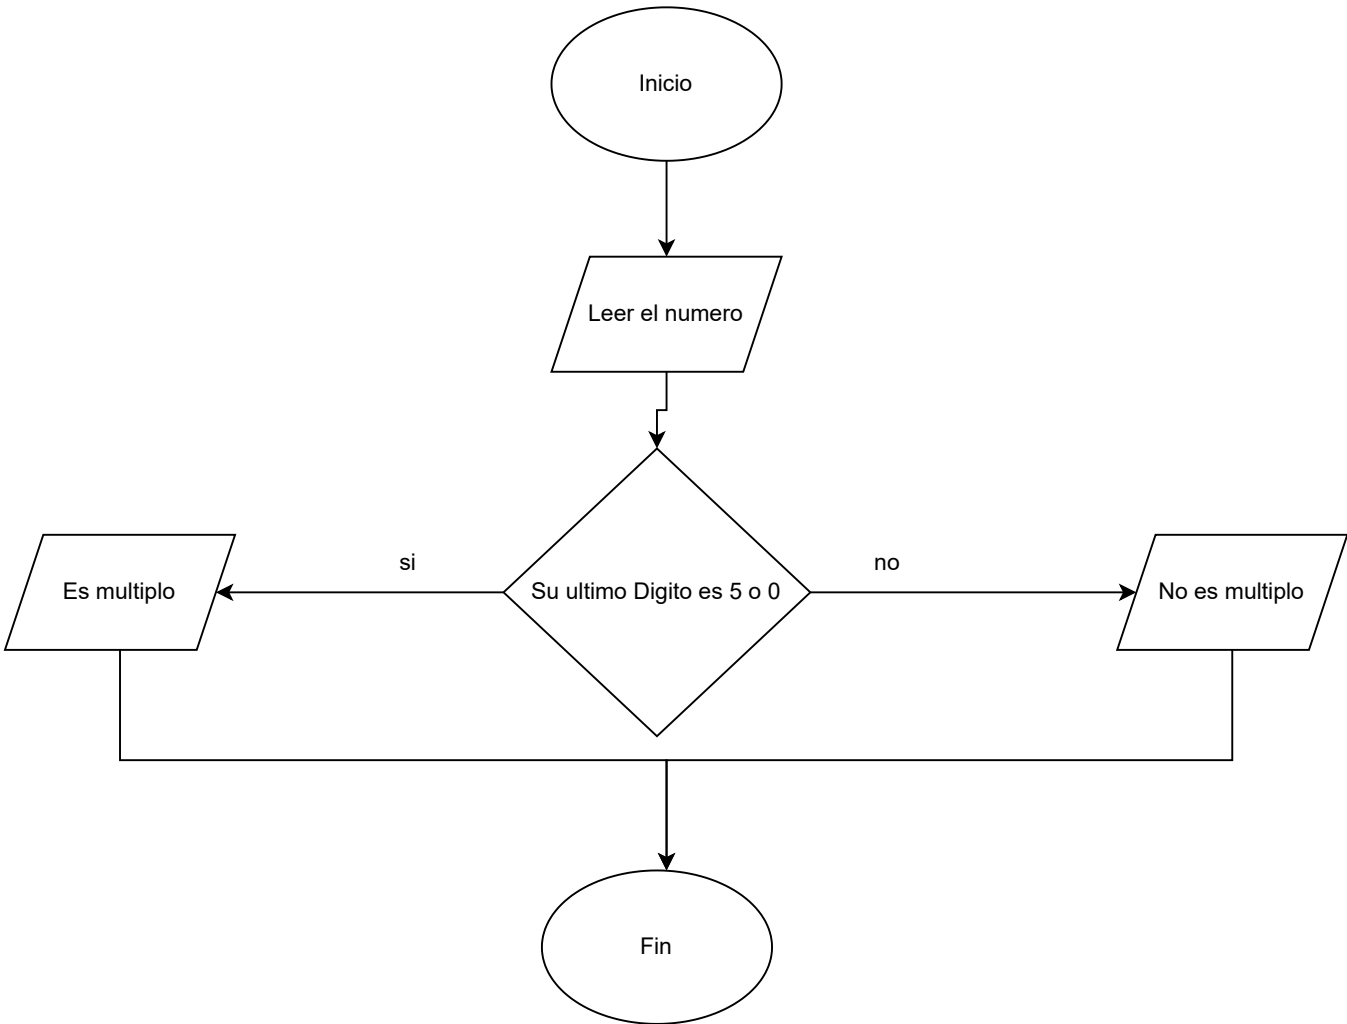 Inicio
Leer el numero
si
no
Es multiplo
Su ultimo Digito es 5 o 0
No es multiplo
Fin